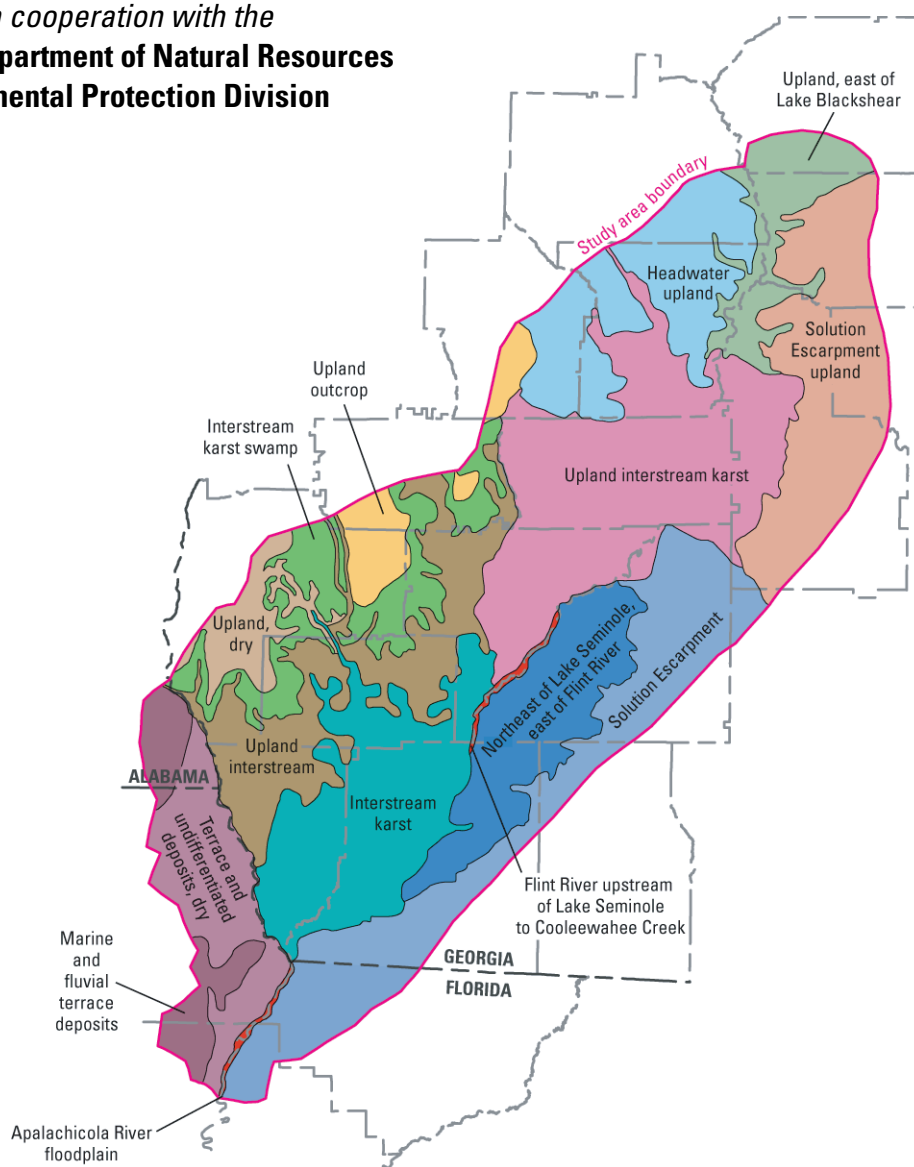 cooperation with the
partment of Natural Resources
mental Protection Division
Upland, east of
Lake Blackshear
Study area boundary
Headwater
upland
Solution
Escarpment
upland
Upland
outcrop
Interstream
karst swamp
Upland interstream karst
Upland,
dry
Northeast of Lake Seminole,
east of Flint River
Solution Escarpment
Upland
interstream
ALABAMA
Interstream
karst
Terrace and
undifferentiated
deposits, dry
Flint River upstream
of Lake Seminole
to Cooleewahee Creek
Marine
and
fluvial
terrace
deposits
GEORGIA
FLORIDA
Apalachicola River
floodplain